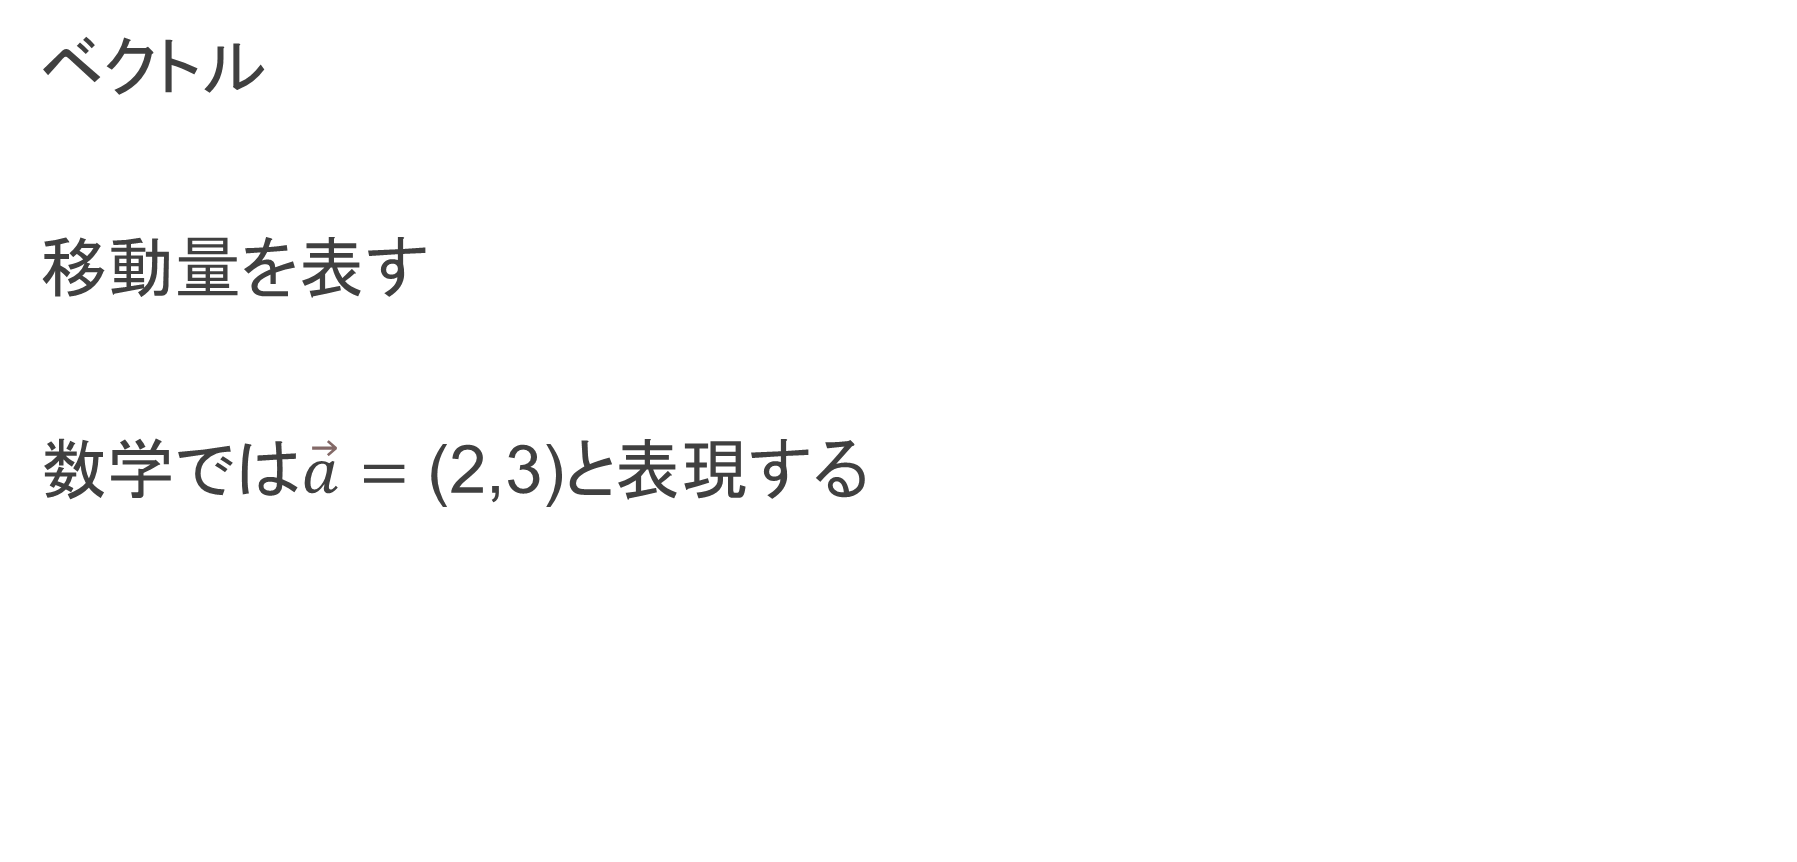 ベクトル
移動量を表す
数学では$\vec{a}$ = (2,3)と表現する